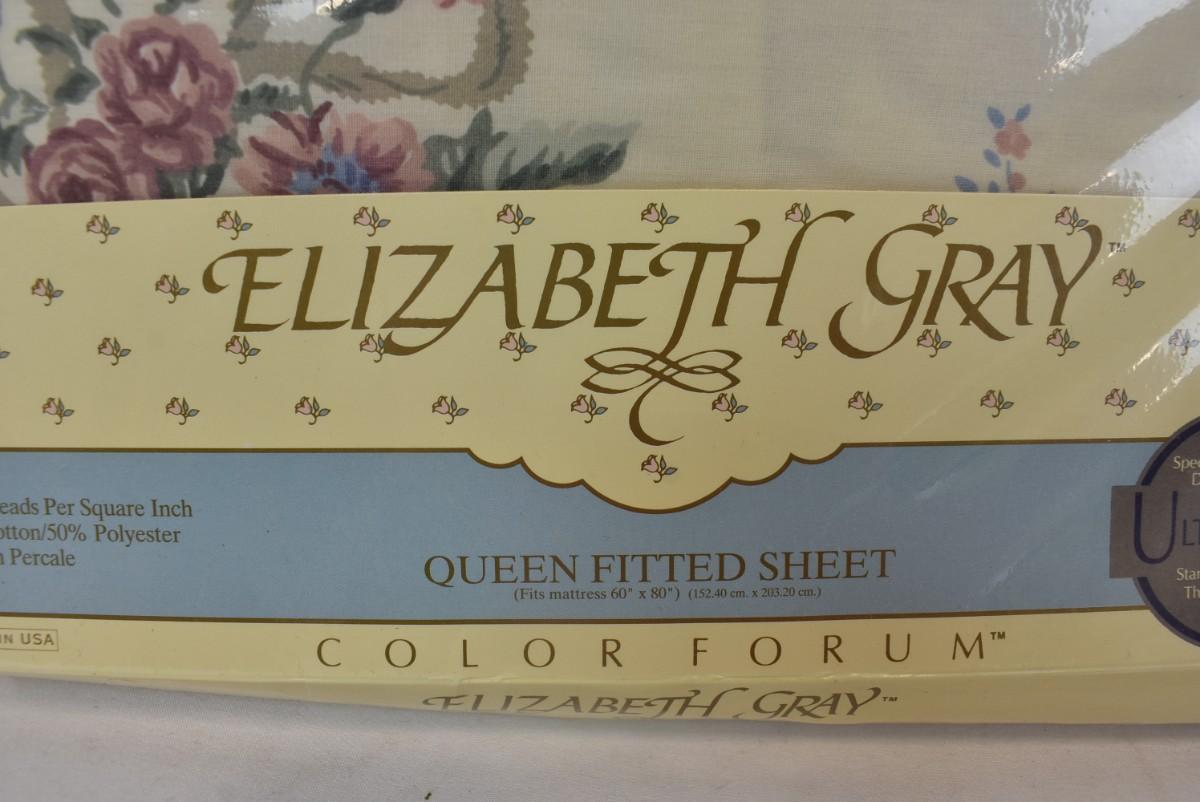 ELIZABETH GRAY™
eads Per Square Inch
otton/50% Polyester
n Percale
QUEEN FITTED SHEET
(Fits mattress 60" x 80") (152.40 cm. x 203.20 cm.)
IN USA
COLOR FORUM™
ELIZABETH GRAY™